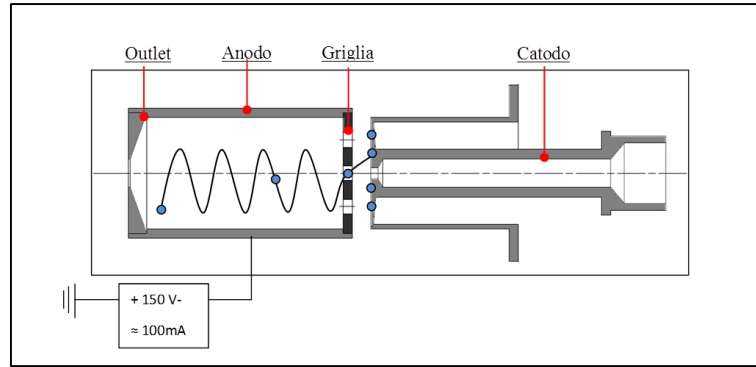 Outlet
Anodo
Griglia
Catodo
+ 150 V-
≈ 100mA